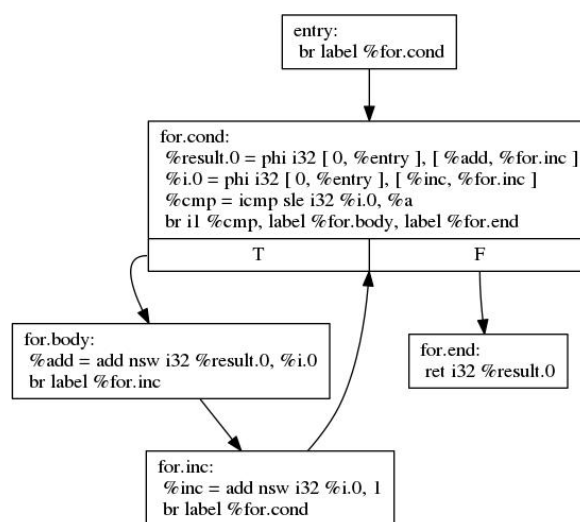 entry:
br label %for.cond
for.cond:
%result.0 = phi i32 [ 0, %entry ], [ %add, %for.inc ]
%i.0 = phi i32 [ 0, %entry ], [ %inc, %for.inc ]
%cmp = icmp sle i32 %i.0, %a
br i1 %cmp, label %for.body, label %for.end
T
F
for.body:
%add = add nsw i32 %result.0, %i.0
br label %for.inc
for.end:
ret i32 %result.0
for.inc:
%inc = add nsw i32 %i.0, 1
br label %for.cond